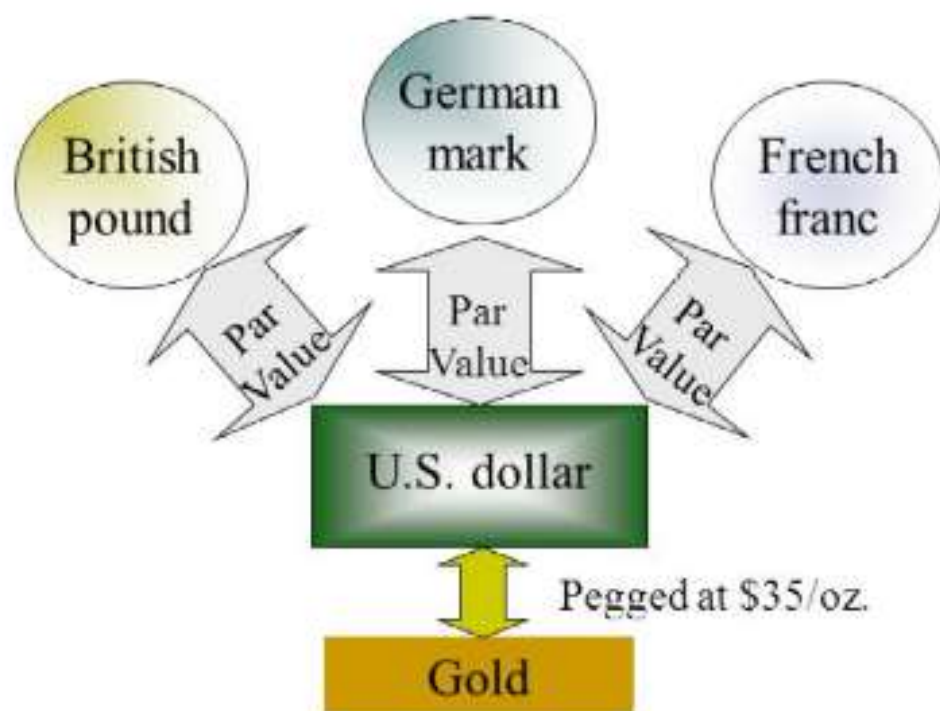 British
pound
German
mark
French
franc
Par
Value
Par
Value
Par
Value
U.S. dollar
Pegged at $35/oz.
Gold